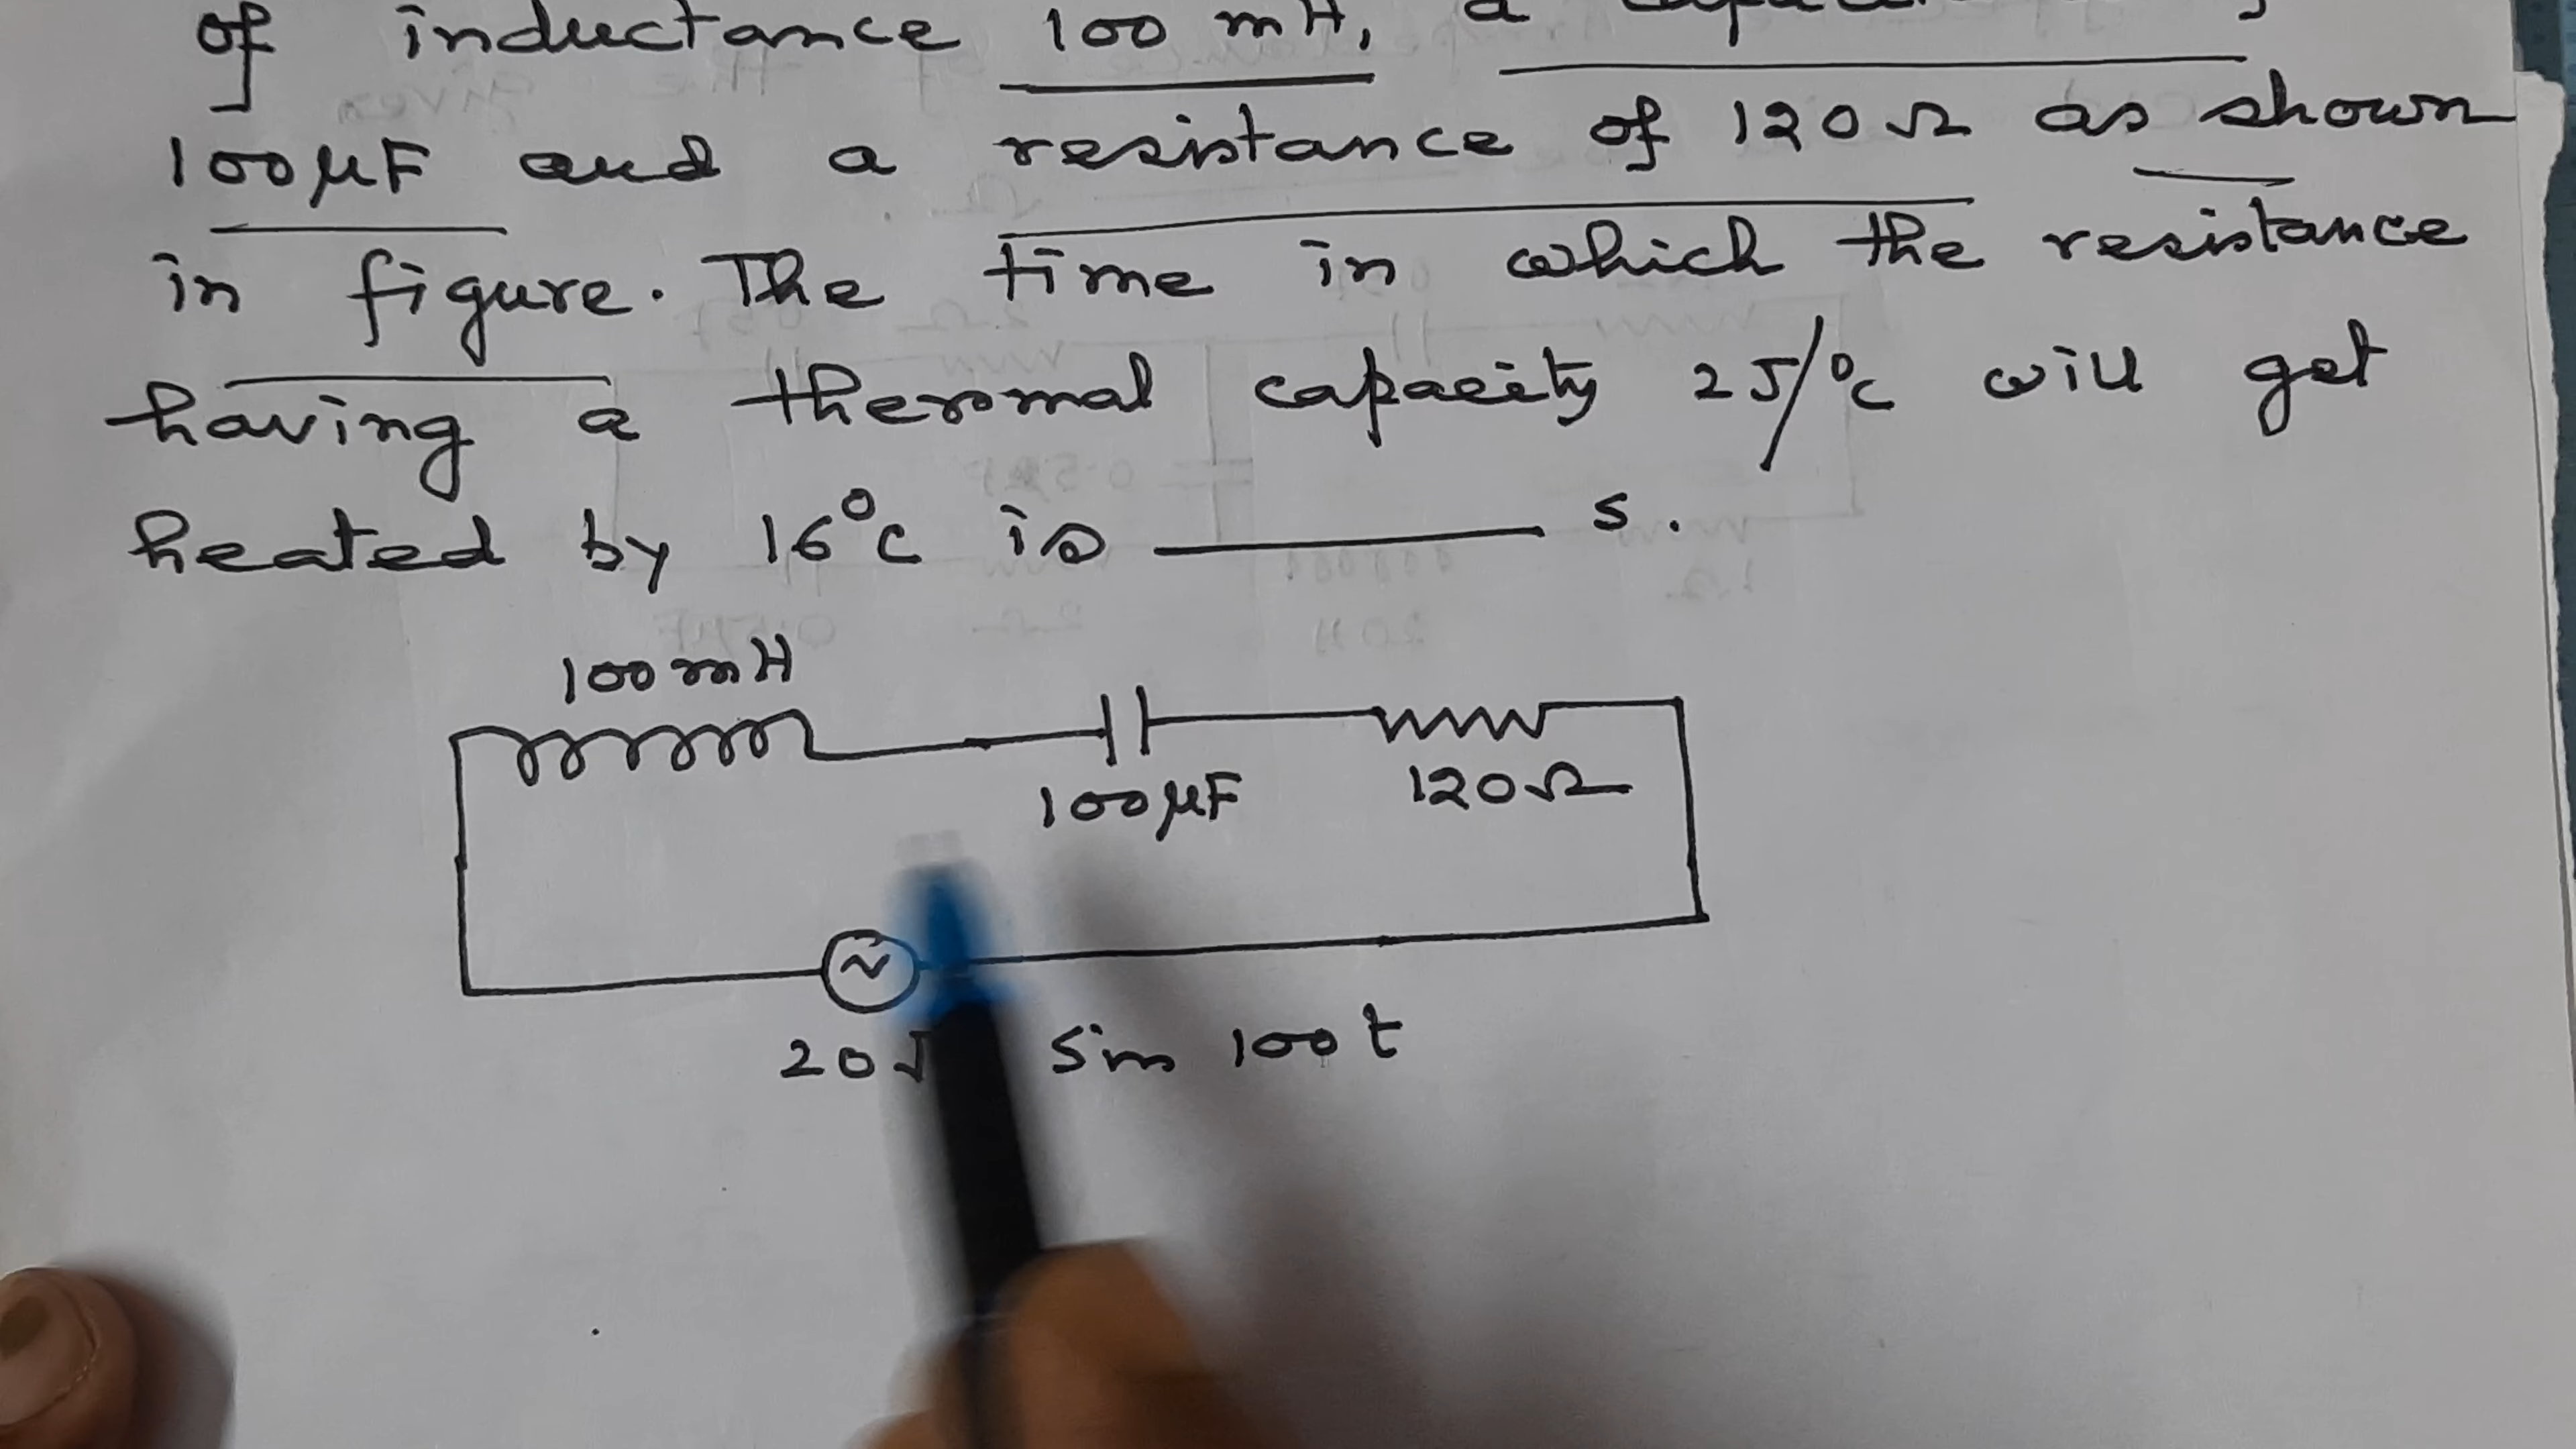 of inductance 100 mH, a
100μF and a resistance of 120Ω as shown
in figure. The time in which the resistance
having a thermal capacity 2J/°C will get
heated by 16°C is ______ s.
100mH
100μF
120Ω
~
20√ Sin 100t